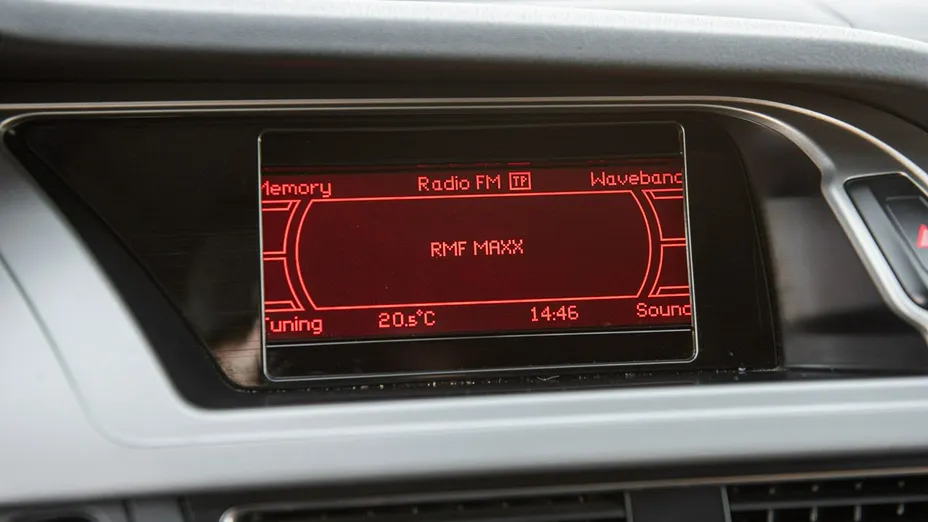 Memory Radio FM TP Waveband
RMF MAXX
Tuning 20.5°C 14:46 Sound